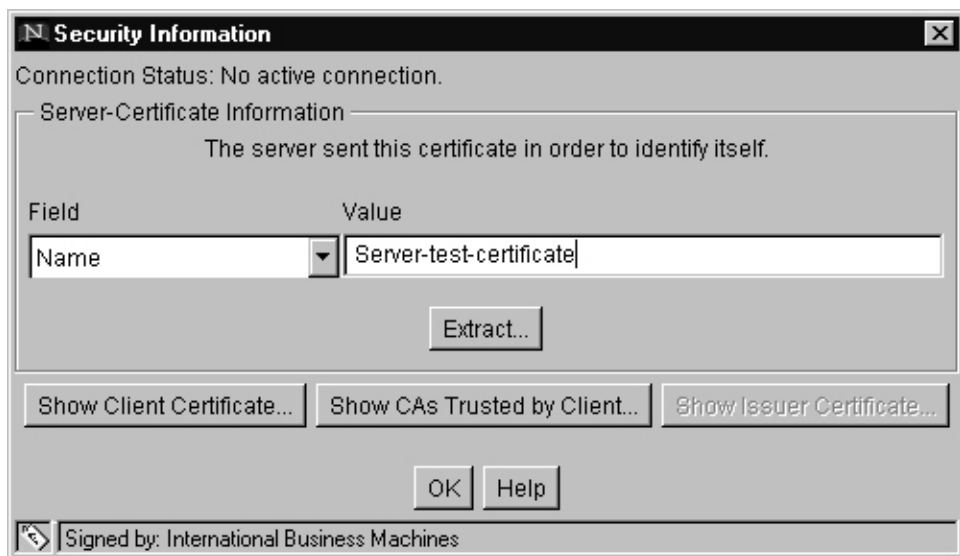 N Security Information
Connection Status: No active connection.
Server-Certificate Information
The server sent this certificate in order to identify itself.
Field Value
Name Server-test-certificate
Extract...
Show Client Certificate... Show CAs Trusted by Client... Show Issuer Certificate...
OK Help
Signed by: International Business Machines